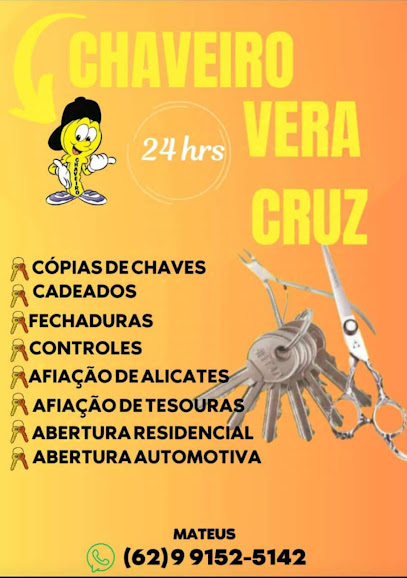 CHAVEIRO
VERA
CRUZ
24 hrs
CHAVEIRO
CÓPIAS DE CHAVES
CADEADOS
FECHADURAS
CONTROLES
AFIAÇÃO DE ALICATES
AFIAÇÃO DE TESOURAS
ABERTURA RESIDENCIAL
ABERTURA AUTOMOTIVA
MATEUS
(62) 9 9152-5142